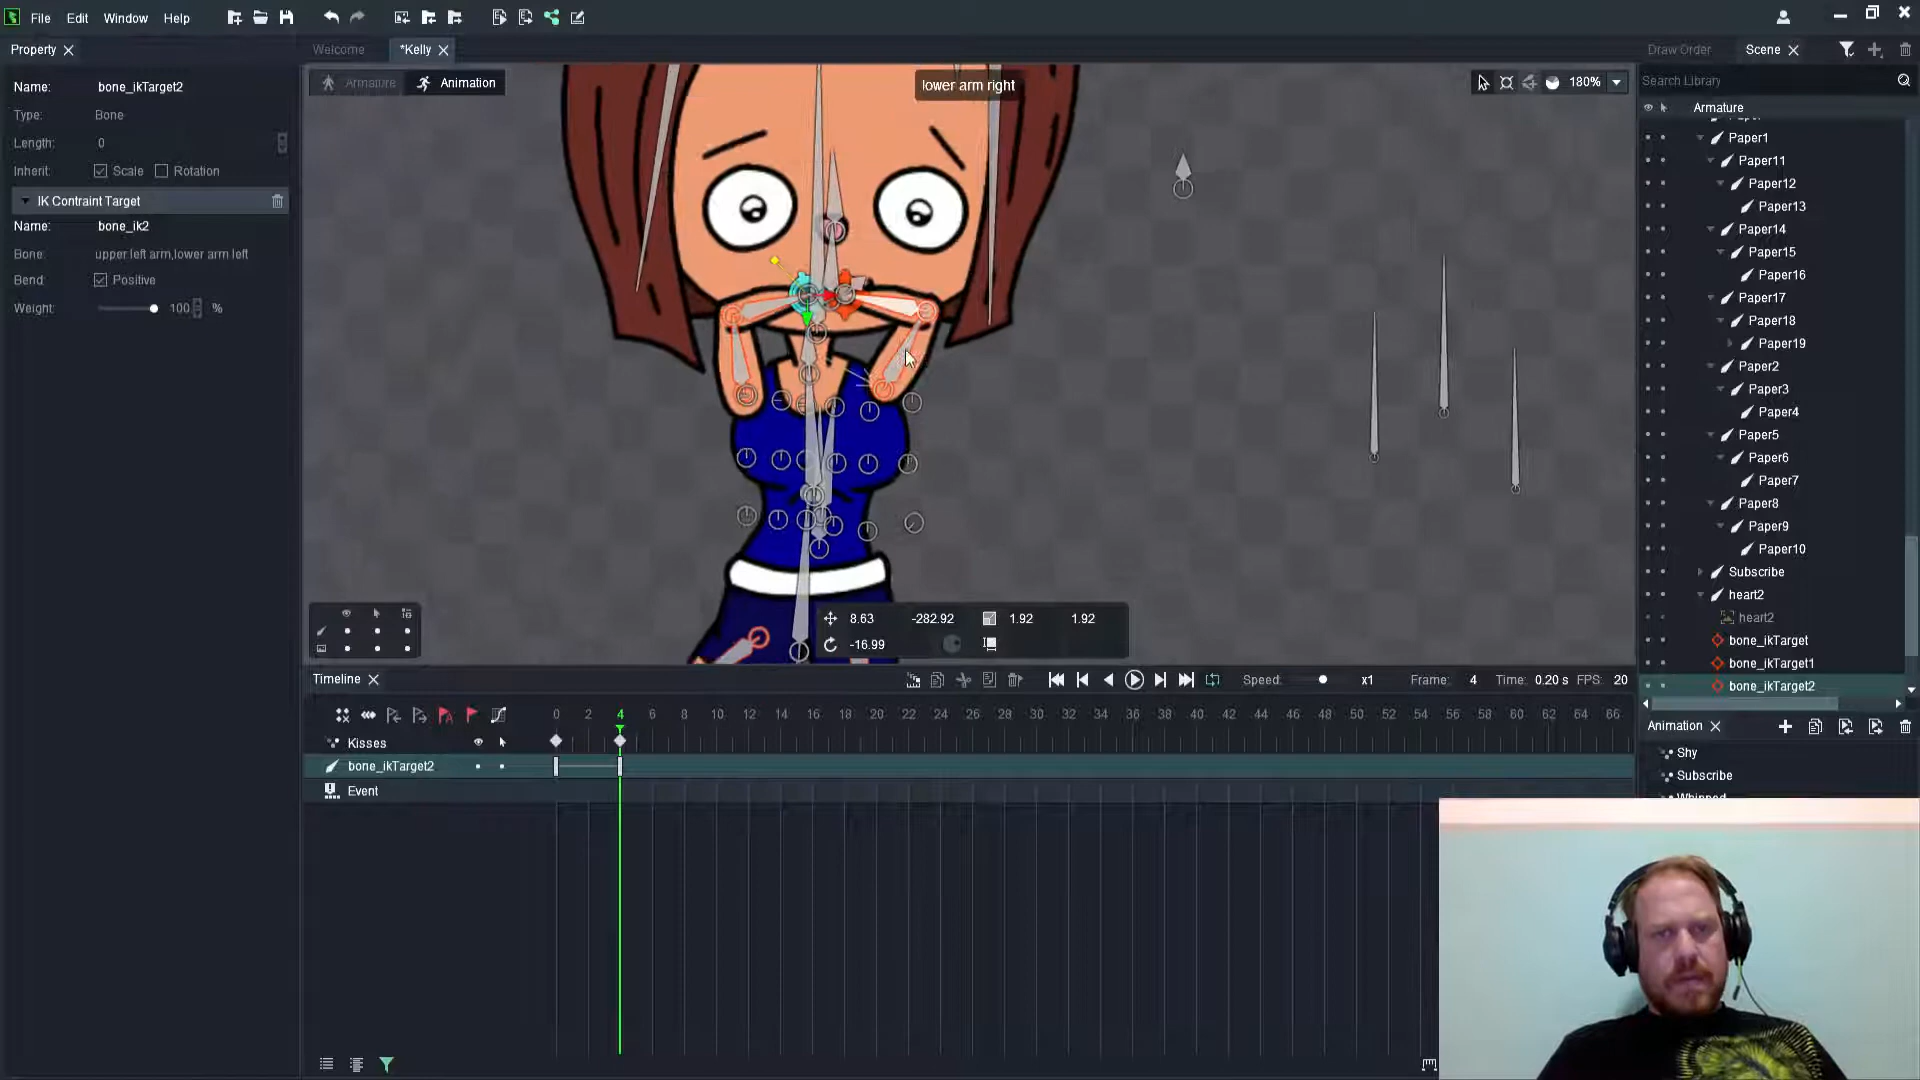 File Edit Window Help
Property
Welcome *Kelly
Draw Order Scene
Name: bone_ikTarget2
Type: Bone
Length: 0
Inherit: Scale Rotation
IK Contraint Target
Name: bone_ik2
Bone: upper left arm,lower arm left
Bend: Positive
Weight: 100 %
Armature Animation
lower arm right
180%
Search Library
Armature
Paper1
Paper11
Paper12
Paper13
Paper14
Paper15
Paper16
Paper17
Paper18
Paper19
Paper2
Paper3
Paper4
Paper5
Paper6
Paper7
Paper8
Paper9
Paper10
Subscribe
heart2
heart2
bone_ikTarget
bone_ikTarget1
bone_ikTarget2
8.63 -282.92 1.92 1.92
-16.99
Timeline
Speed: x1 Frame: 4 Time: 0.20 s FPS: 20
0 2 4 6 8 10 12 14 16 18 20 22 24 26 28 30 32 34 36 38 40 42 44 46 48 50 52 54 56 58 60 62 64 66
Kisses
bone_ikTarget2
Event
Animation
Shy
Subscribe
Whipped